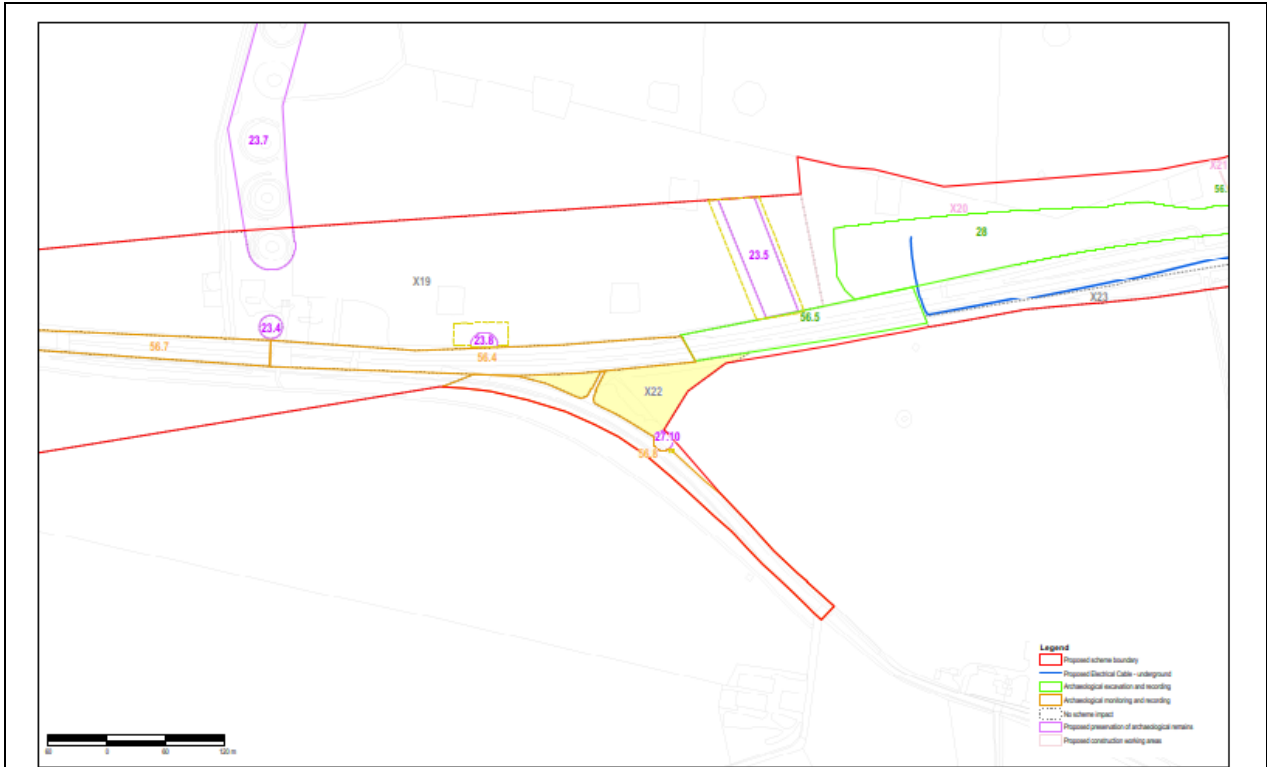 23.7
X21
56.
X20
28
23.5
X19
X23
56.5
23.4
23.8
56.7
56.4
X22
27.10
56.8
Legend
Proposed scheme boundary
Proposed Electrical Cable - underground
Archaeological excavation and recording
Archaeological monitoring and recording
No scheme impact
Proposed preservation of archaeological remains
Proposed construction working areas
60 0 60 120 m